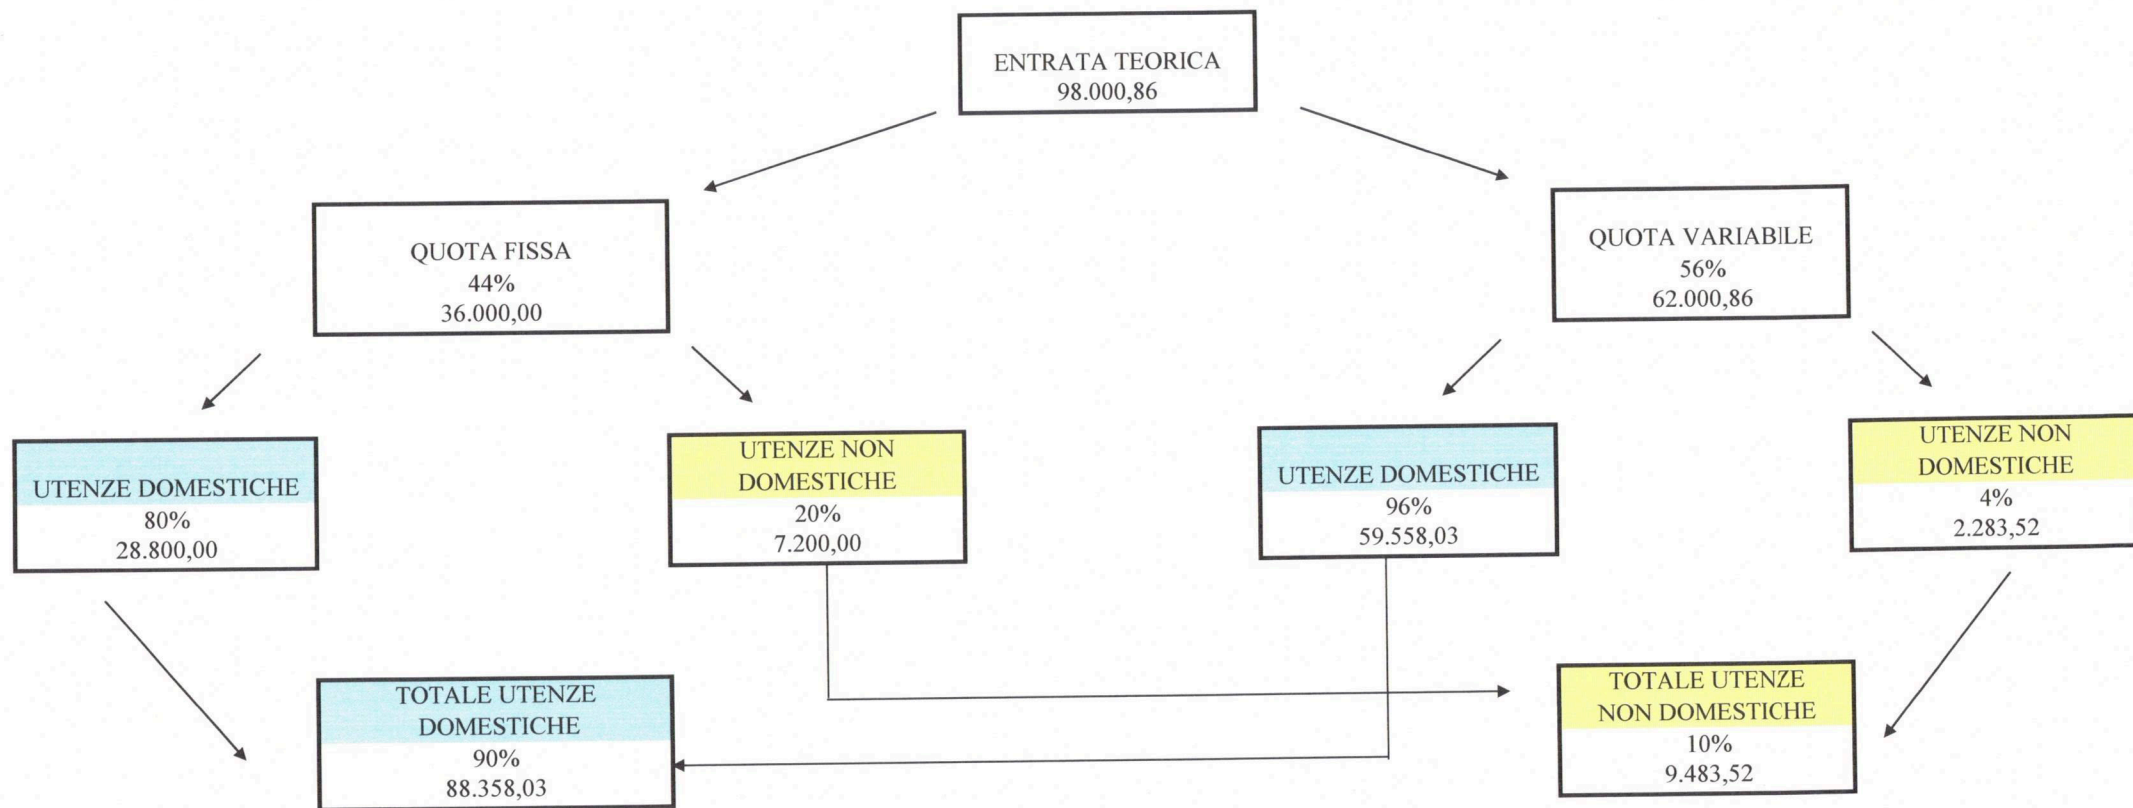 ENTRATA TEORICA
98.000,86
QUOTA FISSA
44%
36.000,00
QUOTA VARIABILE
56%
62.000,86
UTENZE DOMESTICHE
80%
28.800,00
UTENZE NON
DOMESTICHE
20%
7.200,00
UTENZE DOMESTICHE
96%
59.558,03
UTENZE NON
DOMESTICHE
4%
2.283,52
TOTALE UTENZE
DOMESTICHE
90%
88.358,03
TOTALE UTENZE
NON DOMESTICHE
10%
9.483,52